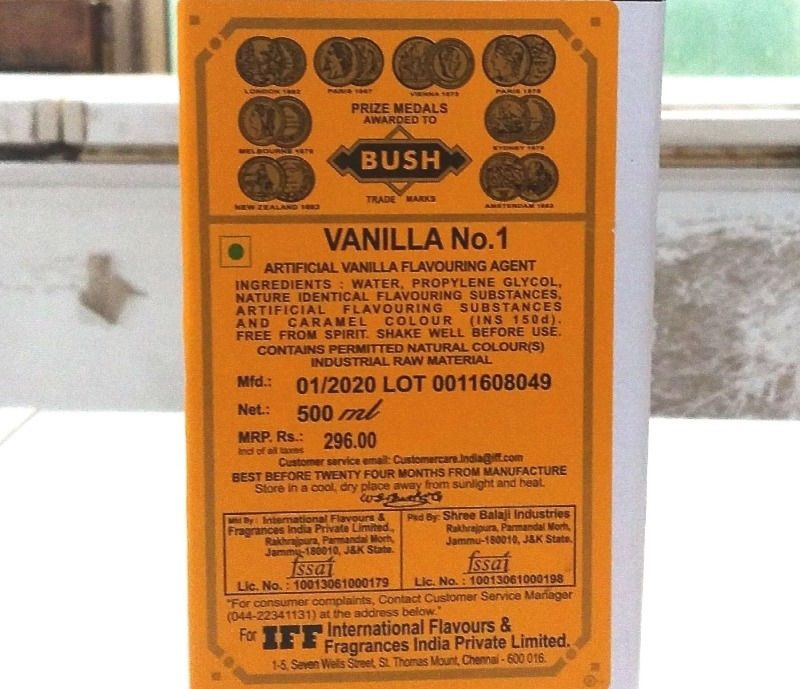 LONDON 1862
PARIS 1867
VIENNA 1873
PARIS 1878
PRIZE MEDALS
AWARDED TO
MELBOURNE 1879
SYDNEY 1879
BUSH
NEW ZEALAND 1883
TRADE MARKS
AMSTERDAM 1883
VANILLA No.1
ARTIFICIAL VANILLA FLAVOURING AGENT
INGREDIENTS : WATER, PROPYLENE GLYCOL,
NATURE IDENTICAL FLAVOURING SUBSTANCES,
ARTIFICIAL FLAVOURING SUBSTANCES
AND CARAMEL COLOUR (INS 150d).
FREE FROM SPIRIT. SHAKE WELL BEFORE USE.
CONTAINS PERMITTED NATURAL COLOUR(S)
INDUSTRIAL RAW MATERIAL
Mfd.: 01/2020 LOT 0011608049
Net.: 500 ml
MRP. Rs.: 296.00
Incl of all taxes
Customer service email: Customercare.India@iff.com
BEST BEFORE TWENTY FOUR MONTHS FROM MANUFACTURE
Store in a cool, dry place away from sunlight and heat.
Mfd By : International Flavours &
Fragrances India Private Limited.,
Rakhrajpura, Parmandal Morh,
Jammu-180010, J&K State.
fssai
Lic. No. : 10013061000179
Pkd By: Shree Balaji Industries
Rakhrajpura, Parmandal Morh,
Jammu-180010, J&K State.
fssai
Lic. No. : 10013061000198
"For consumer complaints, Contact Customer Service Manager
(044-22341131) at the address below."
For IFF International Flavours &
Fragrances India Private Limited.
1-5, Seven Wells Street, St. Thomas Mount, Chennai - 600 016.